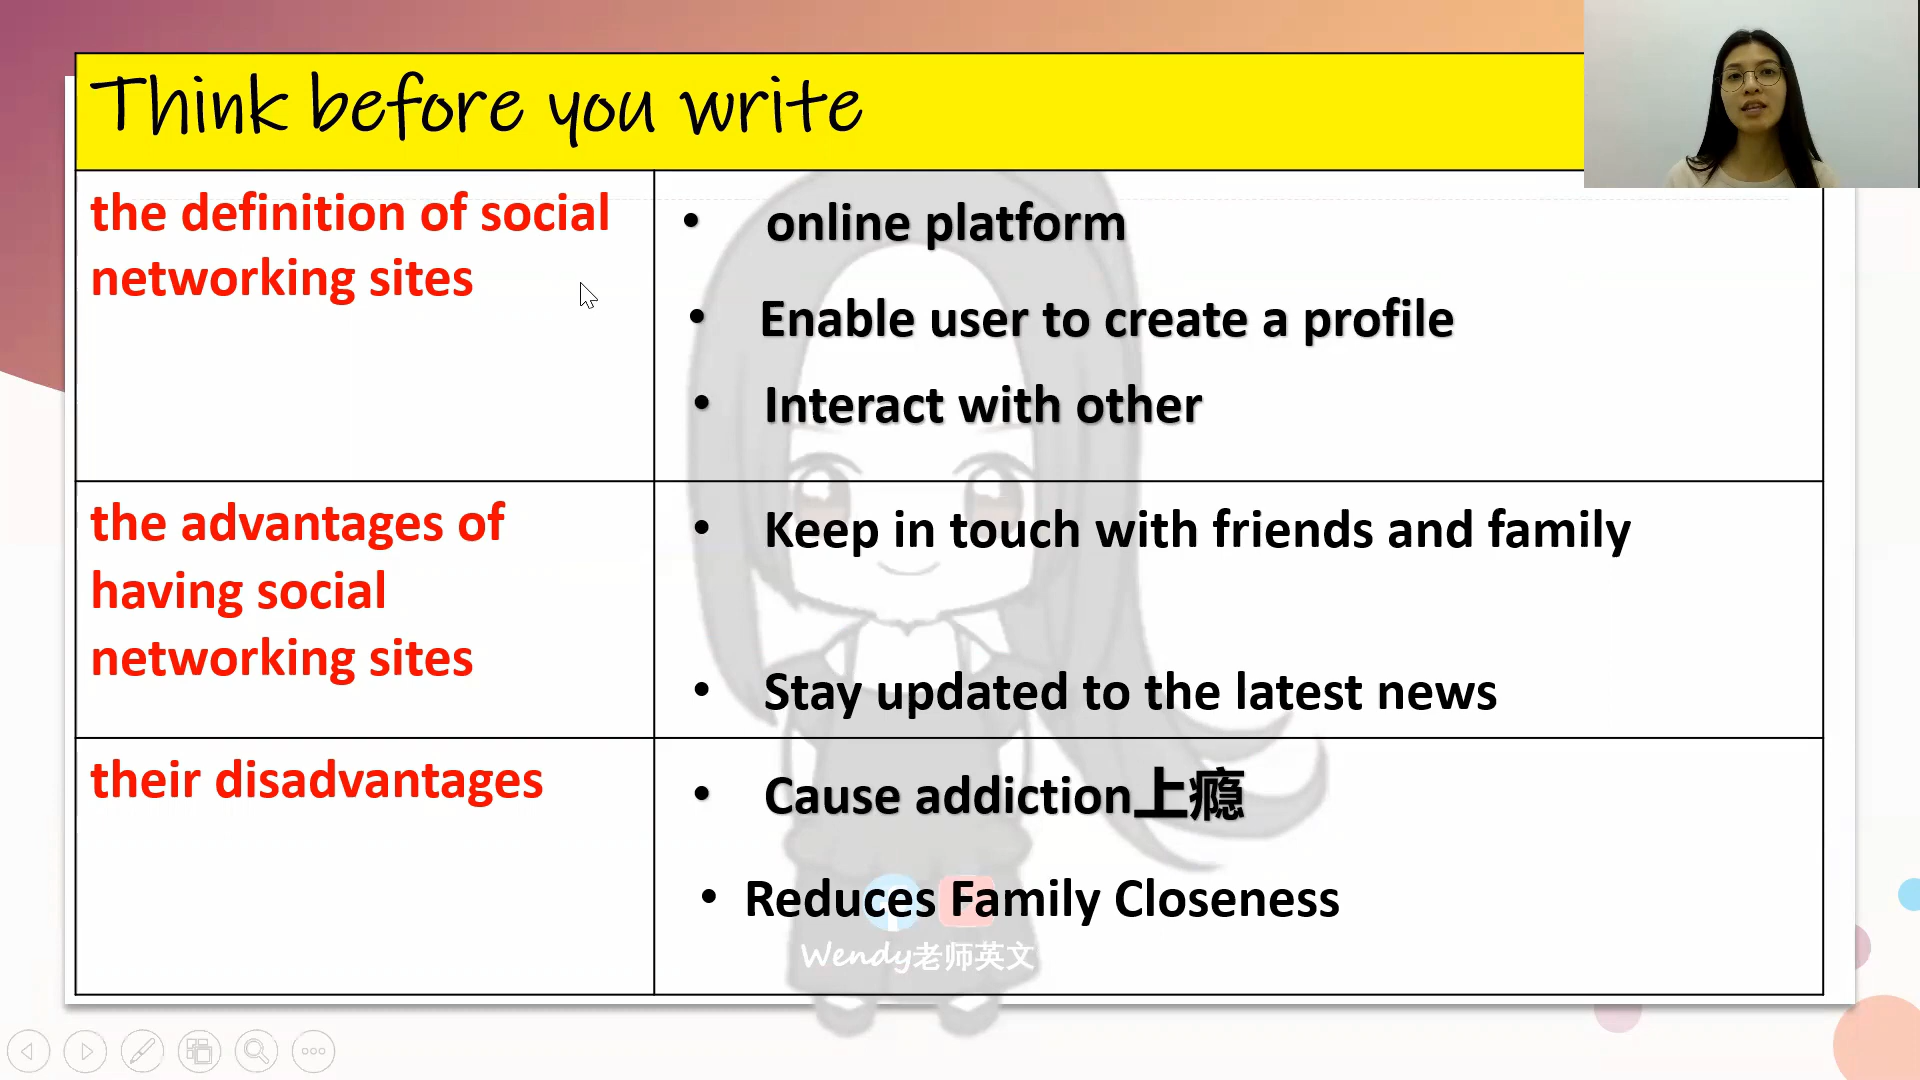 Think before you write
the definition of social
networking sites
• online platform
• Enable user to create a profile
• Interact with other
the advantages of
having social
networking sites
• Keep in touch with friends and family
• Stay updated to the latest news
their disadvantages
• Cause addiction上瘾
• Reduces Family Closeness
Wendy老师英文